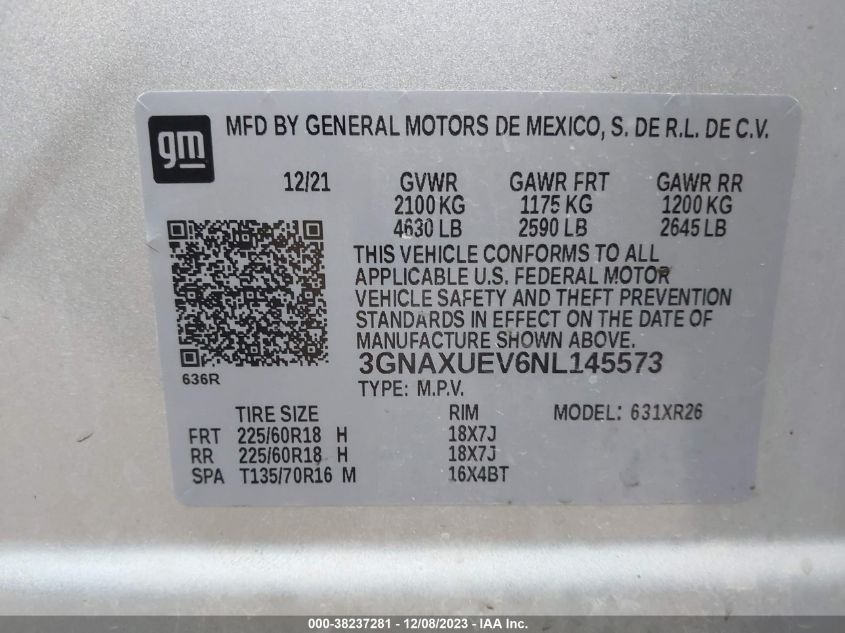 gm
MFD BY GENERAL MOTORS DE MEXICO, S. DE R.L. DE C.V.
12/21 GVWR GAWR FRT GAWR RR
2100 KG 1175 KG 1200 KG
4630 LB 2590 LB 2645 LB
THIS VEHICLE CONFORMS TO ALL
APPLICABLE U.S. FEDERAL MOTOR
VEHICLE SAFETY AND THEFT PREVENTION
STANDARDS IN EFFECT ON THE DATE OF
MANUFACTURE SHOWN ABOVE.
636R
3GNAXUEV6NL145573
TYPE: M.P.V.
TIRE SIZE RIM MODEL: 631XR26
FRT 225/60R18 H 18X7J
RR 225/60R18 H 18X7J
SPA T135/70R16 M 16X4BT
000-38237281 - 12/08/2023 - IAAI, Inc.